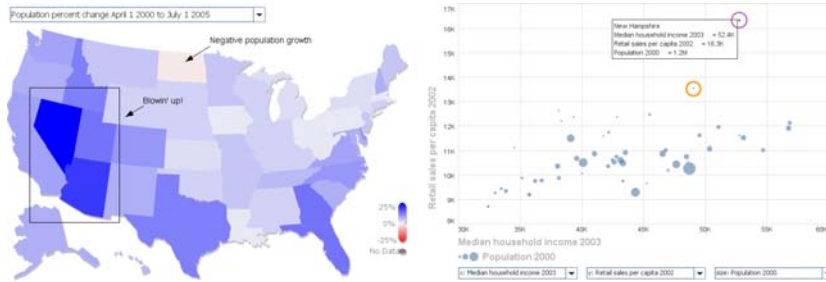 Population percent change April 1 2000 to July 1 2005
Negative population growth
Blowin' up!
25%
0%
-25%
No Data
Retail sales per capita 2002
17K
16K
15K
14K
13K
12K
11K
10K
9K
8K
New Hampshire
Median household income 2003 = 52.4K
Retail sales per capita 2002 = 16.3K
Population 2000 = 1.2M
30K
35K
40K
45K
50K
55K
60K
Median household income 2003
Population 2000
x: Median household income 2003
y: Retail sales per capita 2002
size: Population 2000